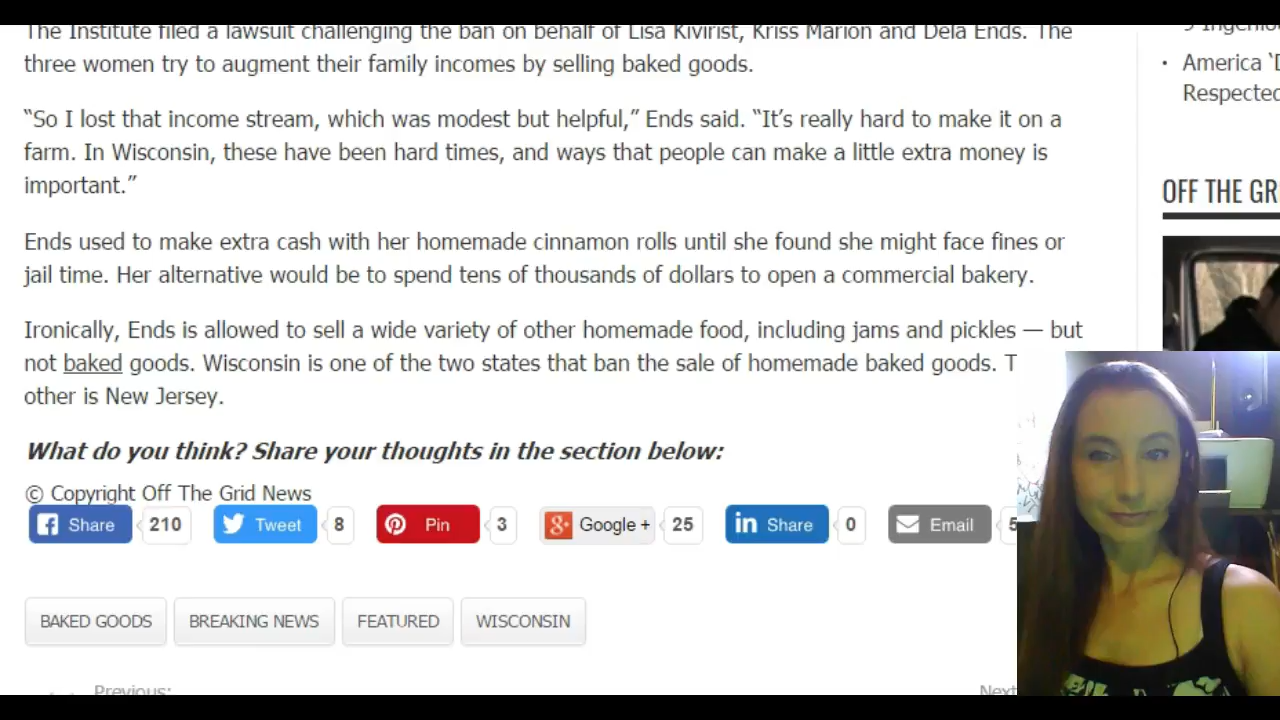 The Institute filed a lawsuit challenging the ban on behalf of Lisa Kivirist, Kriss Marion and Dela Ends. The
three women try to augment their family incomes by selling baked goods.
“So I lost that income stream, which was modest but helpful,” Ends said. “It’s really hard to make it on a
farm. In Wisconsin, these have been hard times, and ways that people can make a little extra money is
important.”
Ends used to make extra cash with her homemade cinnamon rolls until she found she might face fines or
jail time. Her alternative would be to spend tens of thousands of dollars to open a commercial bakery.
Ironically, Ends is allowed to sell a wide variety of other homemade food, including jams and pickles — but
not baked goods. Wisconsin is one of the two states that ban the sale of homemade baked goods. T
other is New Jersey.
What do you think? Share your thoughts in the section below:
© Copyright Off The Grid News
Share 210 Tweet 8 Pin 3 Google + 25 Share 0 Email 5
BAKED GOODS BREAKING NEWS FEATURED WISCONSIN
Previous: Next
America ‘D
Respected
OFF THE GR